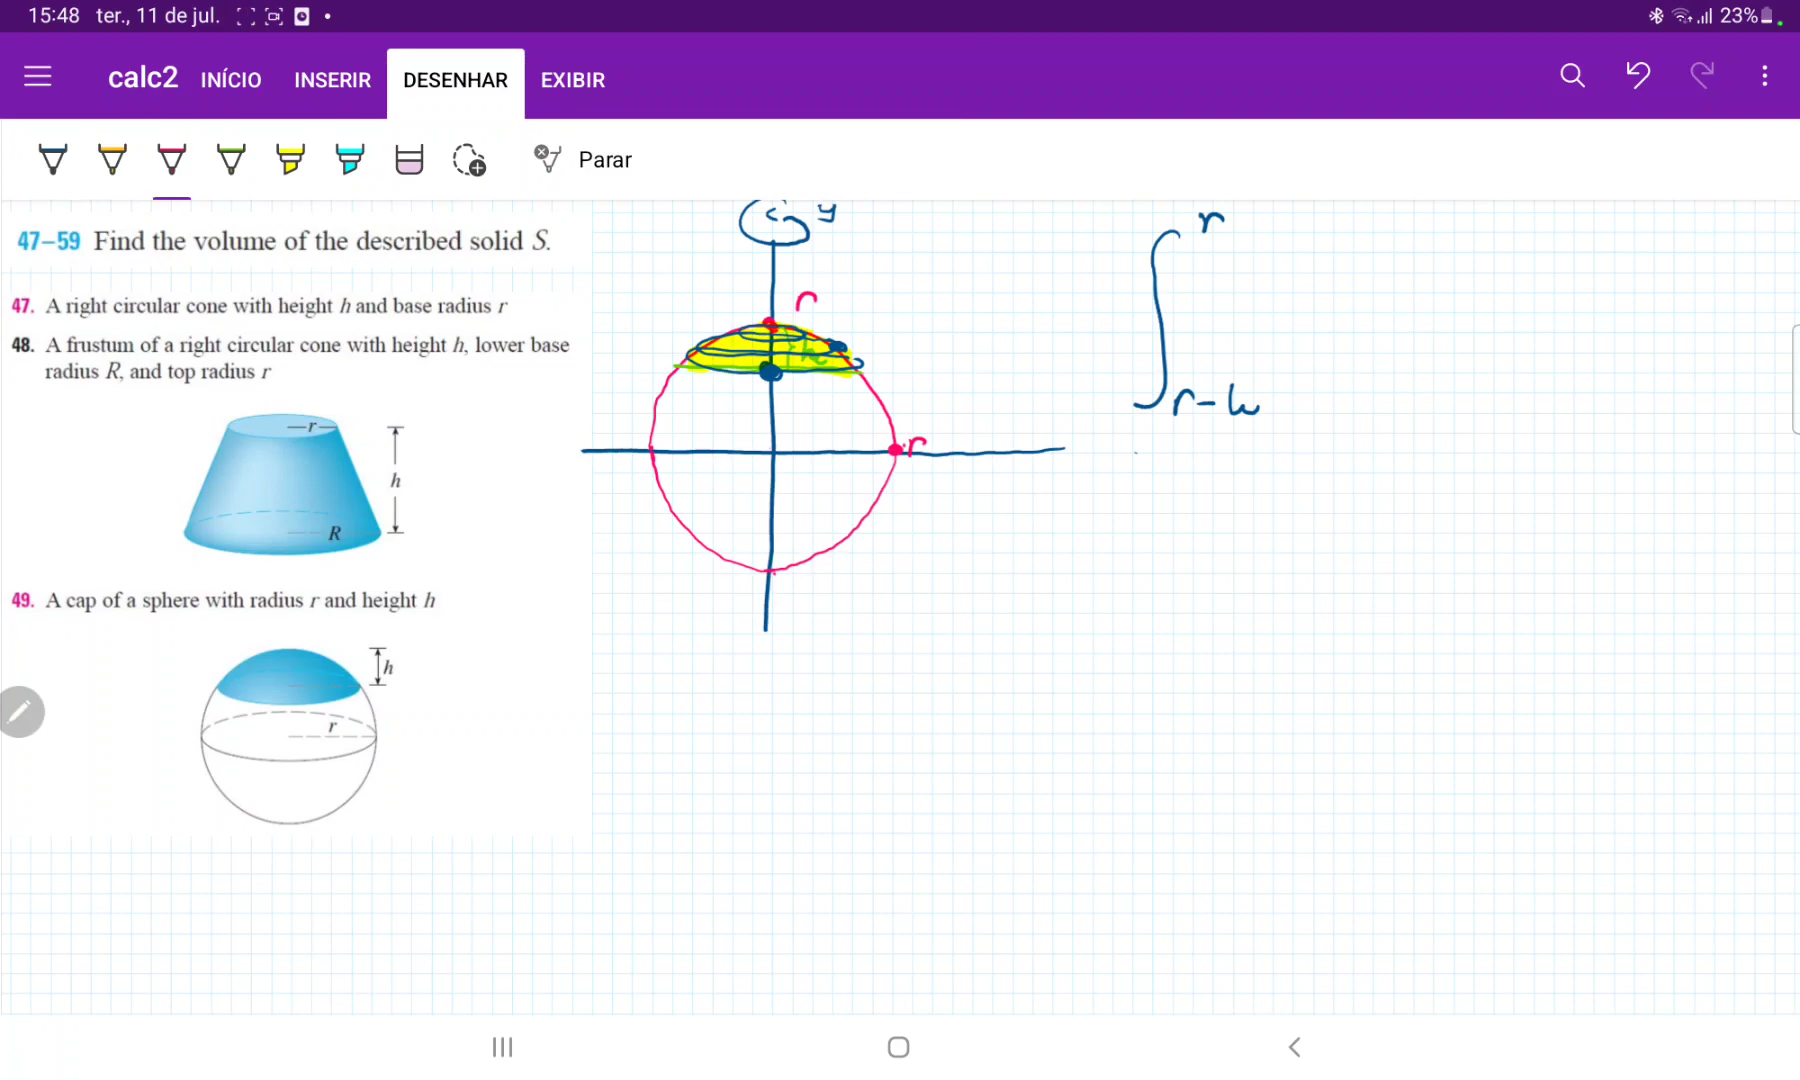 15:48 ter., 11 de jul. 23%
calc2 INÍCIO INSERIR DESENHAR EXIBIR
Parar
47–59 Find the volume of the described solid S.
47. A right circular cone with height h and base radius r
48. A frustum of a right circular cone with height h, lower base
radius R, and top radius r
r
h
R
49. A cap of a sphere with radius r and height h
h
r
y
r
h
r
∫
r
r-h